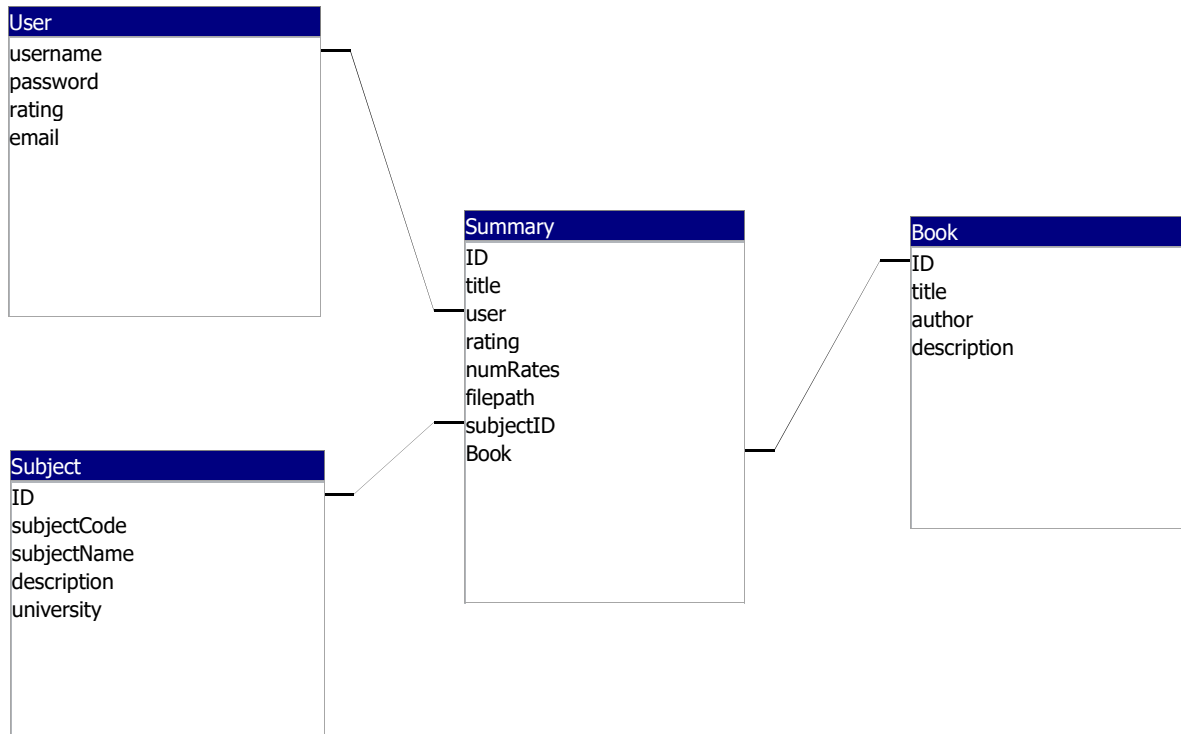 User
username
password
rating
email
Summary
ID
title
user
rating
numRates
filepath
subjectID
Book
Book
ID
title
author
description
Subject
ID
subjectCode
subjectName
description
university